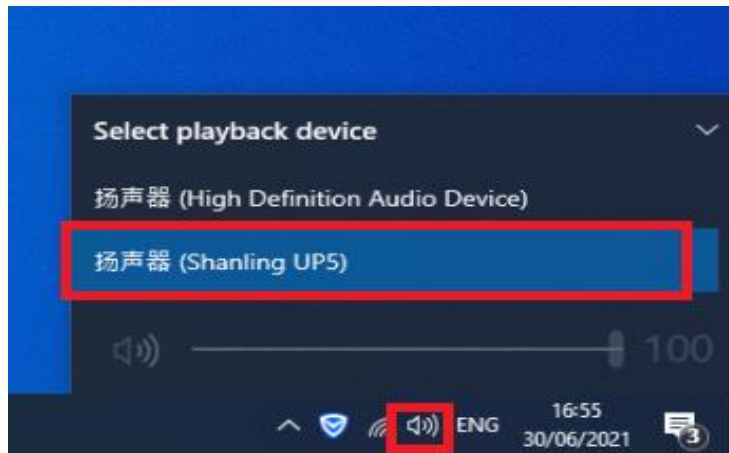 Select playback device
扬声器 (High Definition Audio Device)
扬声器 (Shanling UP5)
100
ENG
16:55
30/06/2021
3